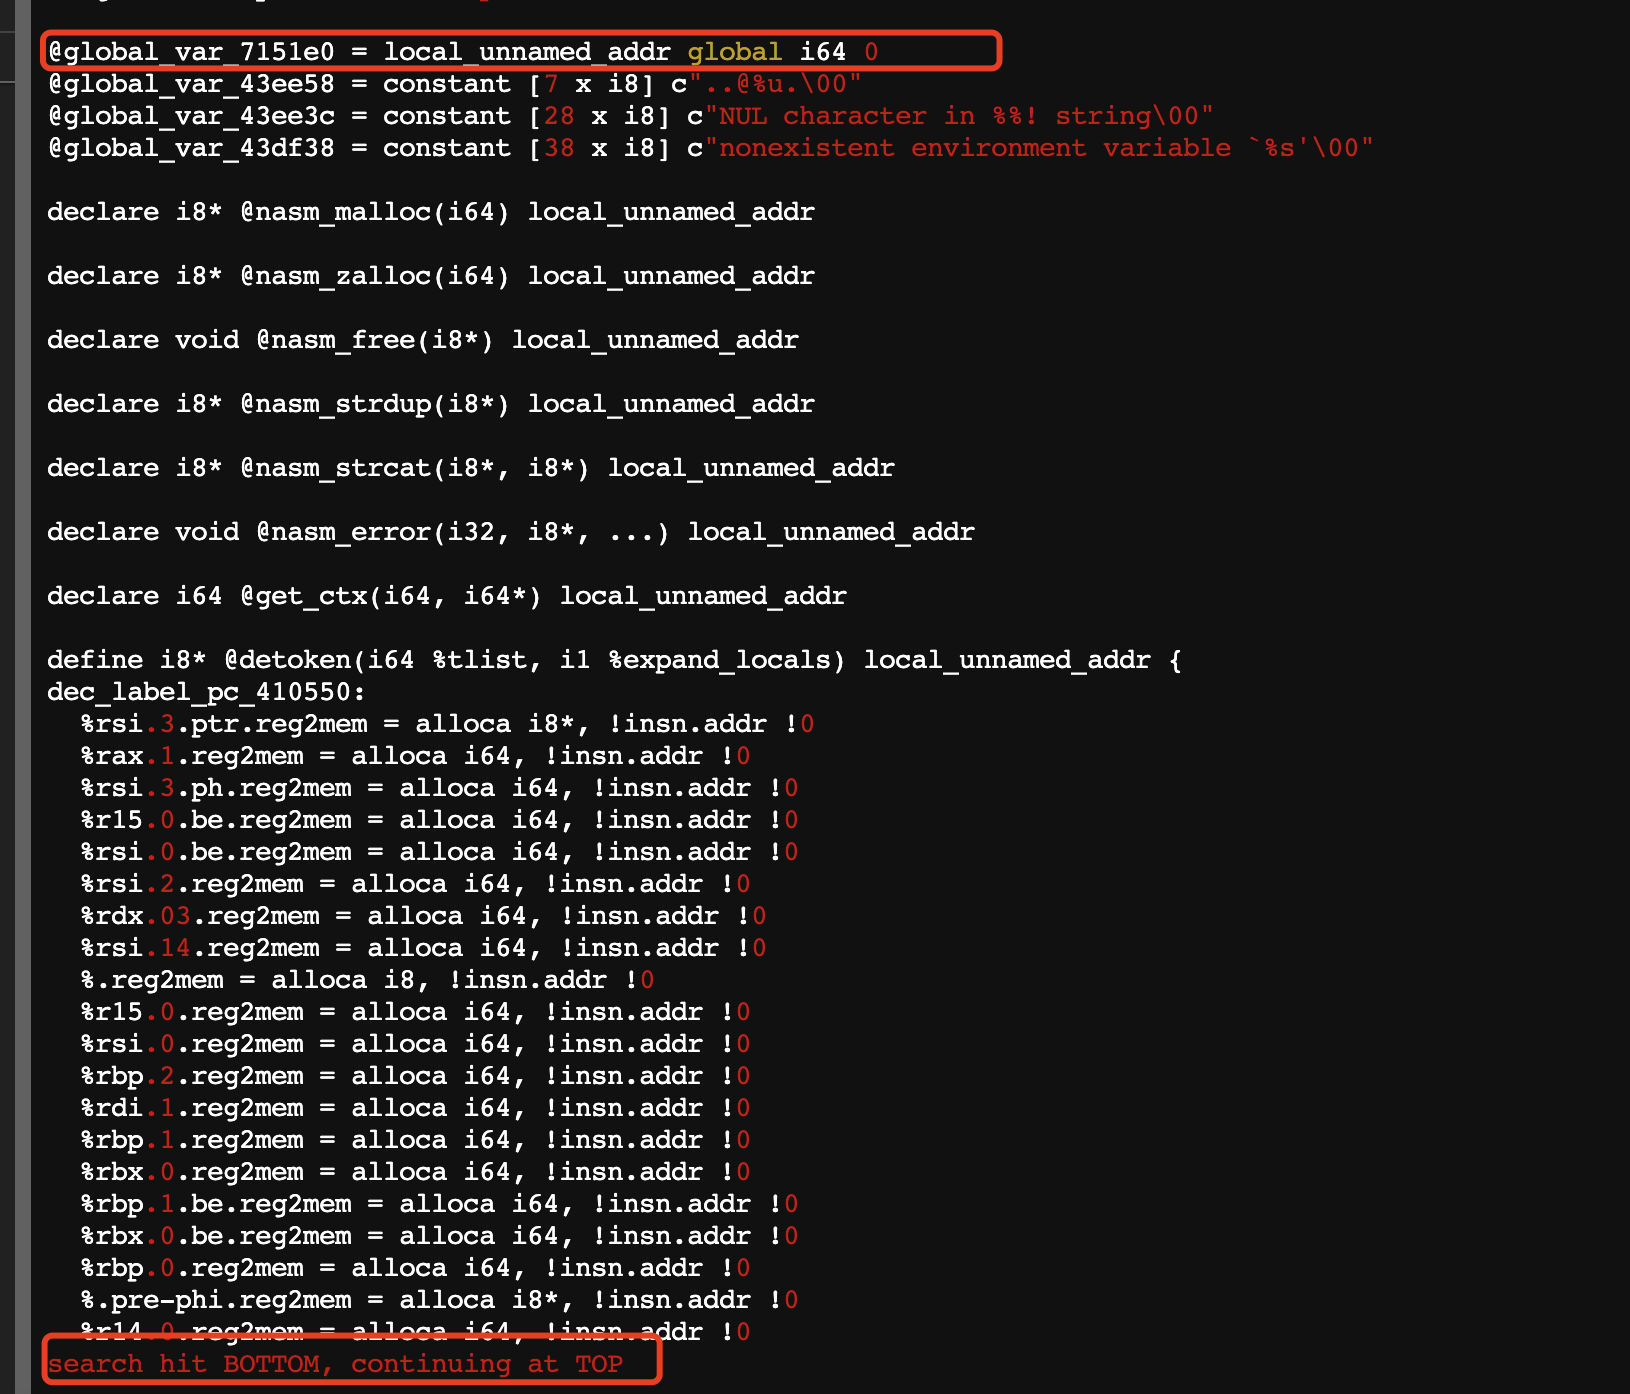 @global_var_7151e0 = local_unnamed_addr global i64 0
@global_var_43ee58 = constant [7 x i8] c"..@%u.\00"
@global_var_43ee3c = constant [28 x i8] c"NUL character in %%! string\00"
@global_var_43df38 = constant [38 x i8] c"nonexistent environment variable `%s'\00"
declare i8* @nasm_malloc(i64) local_unnamed_addr
declare i8* @nasm_zalloc(i64) local_unnamed_addr
declare void @nasm_free(i8*) local_unnamed_addr
declare i8* @nasm_strdup(i8*) local_unnamed_addr
declare i8* @nasm_strcat(i8*, i8*) local_unnamed_addr
declare void @nasm_error(i32, i8*, ...) local_unnamed_addr
declare i64 @get_ctx(i64, i64*) local_unnamed_addr
define i8* @detoken(i64 %tlist, i1 %expand_locals) local_unnamed_addr {
dec_label_pc_410550:
  %rsi.3.ptr.reg2mem = alloca i8*, !insn.addr !0
  %rax.1.reg2mem = alloca i64, !insn.addr !0
  %rsi.3.ph.reg2mem = alloca i64, !insn.addr !0
  %r15.0.be.reg2mem = alloca i64, !insn.addr !0
  %rsi.0.be.reg2mem = alloca i64, !insn.addr !0
  %rsi.2.reg2mem = alloca i64, !insn.addr !0
  %rdx.03.reg2mem = alloca i64, !insn.addr !0
  %rsi.14.reg2mem = alloca i64, !insn.addr !0
  %.reg2mem = alloca i8, !insn.addr !0
  %r15.0.reg2mem = alloca i64, !insn.addr !0
  %rsi.0.reg2mem = alloca i64, !insn.addr !0
  %rbp.2.reg2mem = alloca i64, !insn.addr !0
  %rdi.1.reg2mem = alloca i64, !insn.addr !0
  %rbp.1.reg2mem = alloca i64, !insn.addr !0
  %rbx.0.reg2mem = alloca i64, !insn.addr !0
  %rbp.1.be.reg2mem = alloca i64, !insn.addr !0
  %rbx.0.be.reg2mem = alloca i64, !insn.addr !0
  %rbp.0.reg2mem = alloca i64, !insn.addr !0
  %.pre-phi.reg2mem = alloca i8*, !insn.addr !0
  %r14.0.reg2mem = alloca i64, !insn.addr !0
search hit BOTTOM, continuing at TOP